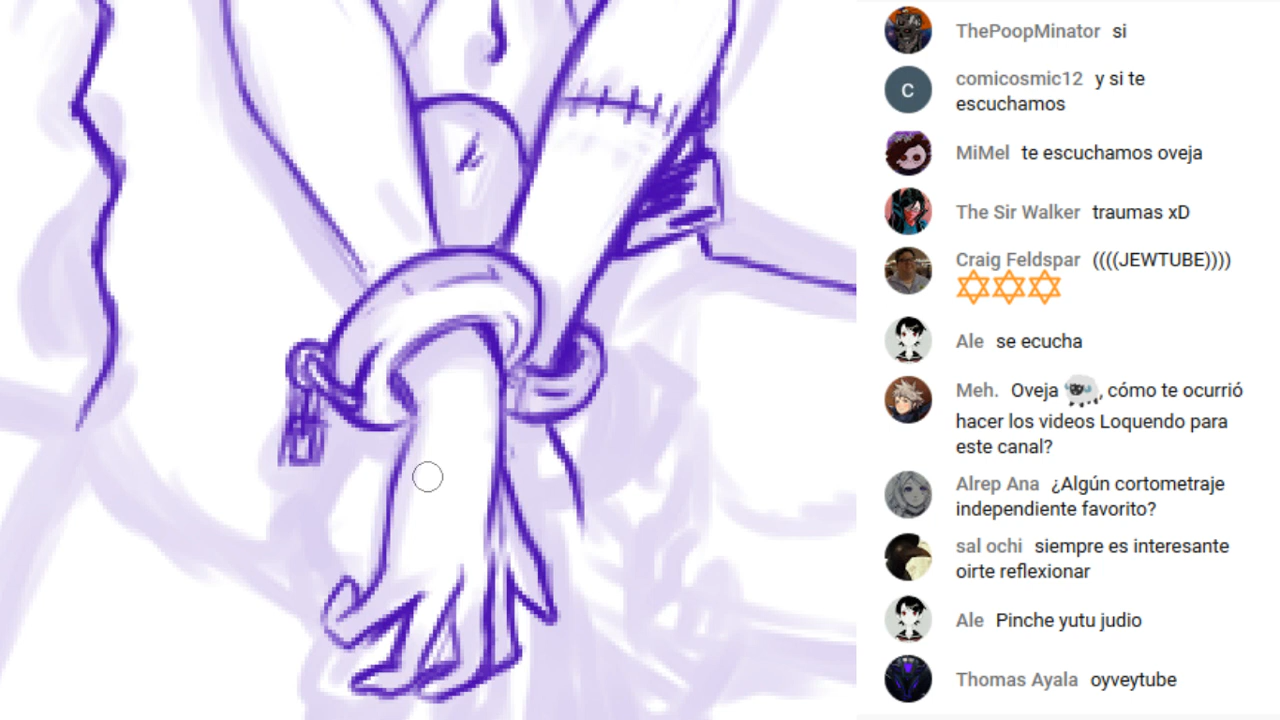 ThePoopMinator si
comicosmic12 y si te
escuchamos
C
MiMel te escuchamos oveja
The Sir Walker traumas xD
Craig Feldspar ((((JEWTUBE))))
✡✡✡
Ale se ecucha
Meh. Oveja 🐑, cómo te ocurrió
hacer los videos Loquendo para
este canal?
Alrep Ana ¿Algún cortometraje
independiente favorito?
sal ochi siempre es interesante
oirte reflexionar
Ale Pinche yutu judio
Thomas Ayala oyveytube